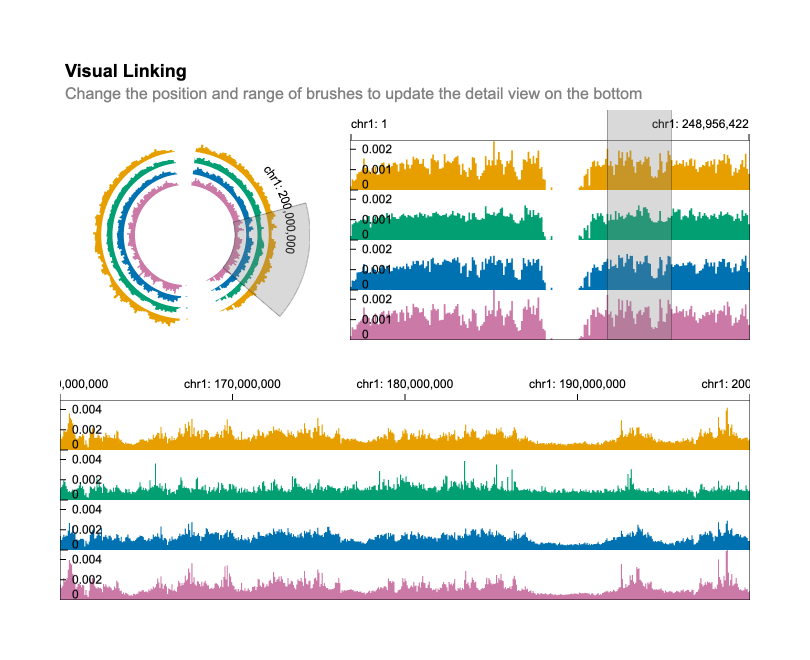 Visual Linking
Change the position and range of brushes to update the detail view on the bottom
chr1: 1
chr1: 248,956,422
chr1: 200,000,000
0.002
0.001
0
0.002
0.001
0
0.002
0.001
0
0.002
0.001
0
),000,000
chr1: 170,000,000
chr1: 180,000,000
chr1: 190,000,000
chr1: 200
0.004
0.002
0
0.004
0.002
0
0.004
0.002
0
0.004
0.002
0